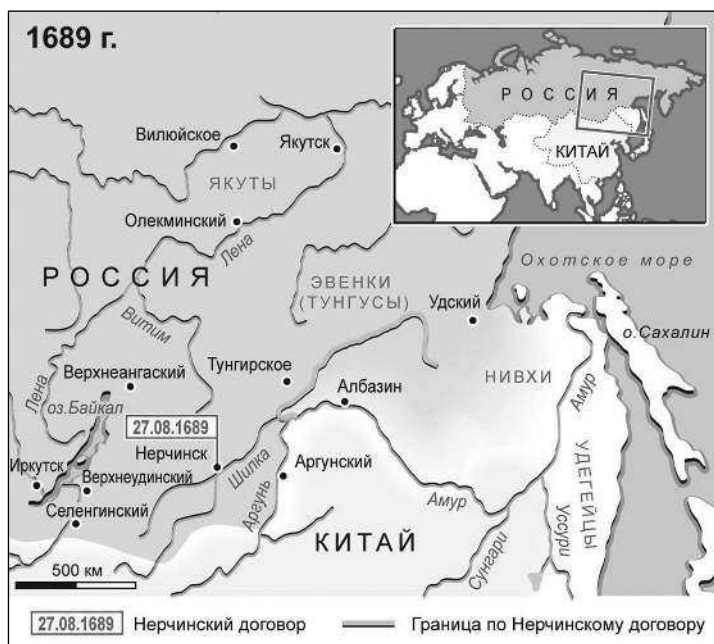 1689 г.
РОССИЯ
КИТАЙ
Вилюйское
Якутск
ЯКУТЫ
Олекминский
Лена
Охотское море
РОССИЯ
ЭВЕНКИ
(ТУНГУСЫ)
Удский
о.Сахалин
Витим
Верхнеангаский
Тунгирское
НИВХИ
Лена
оз.Байкал
Албазин
Амур
27.08.1689
Нерчинск
Шилка
УДЕГЕЙЦЫ
Иркутск
Верхнеудинский
Аргунский
Аргунь
Амур
Селенгинский
Уссури
Сунгари
КИТАЙ
500 км
27.08.1689 Нерчинский договор Граница по Нерчинскому договору